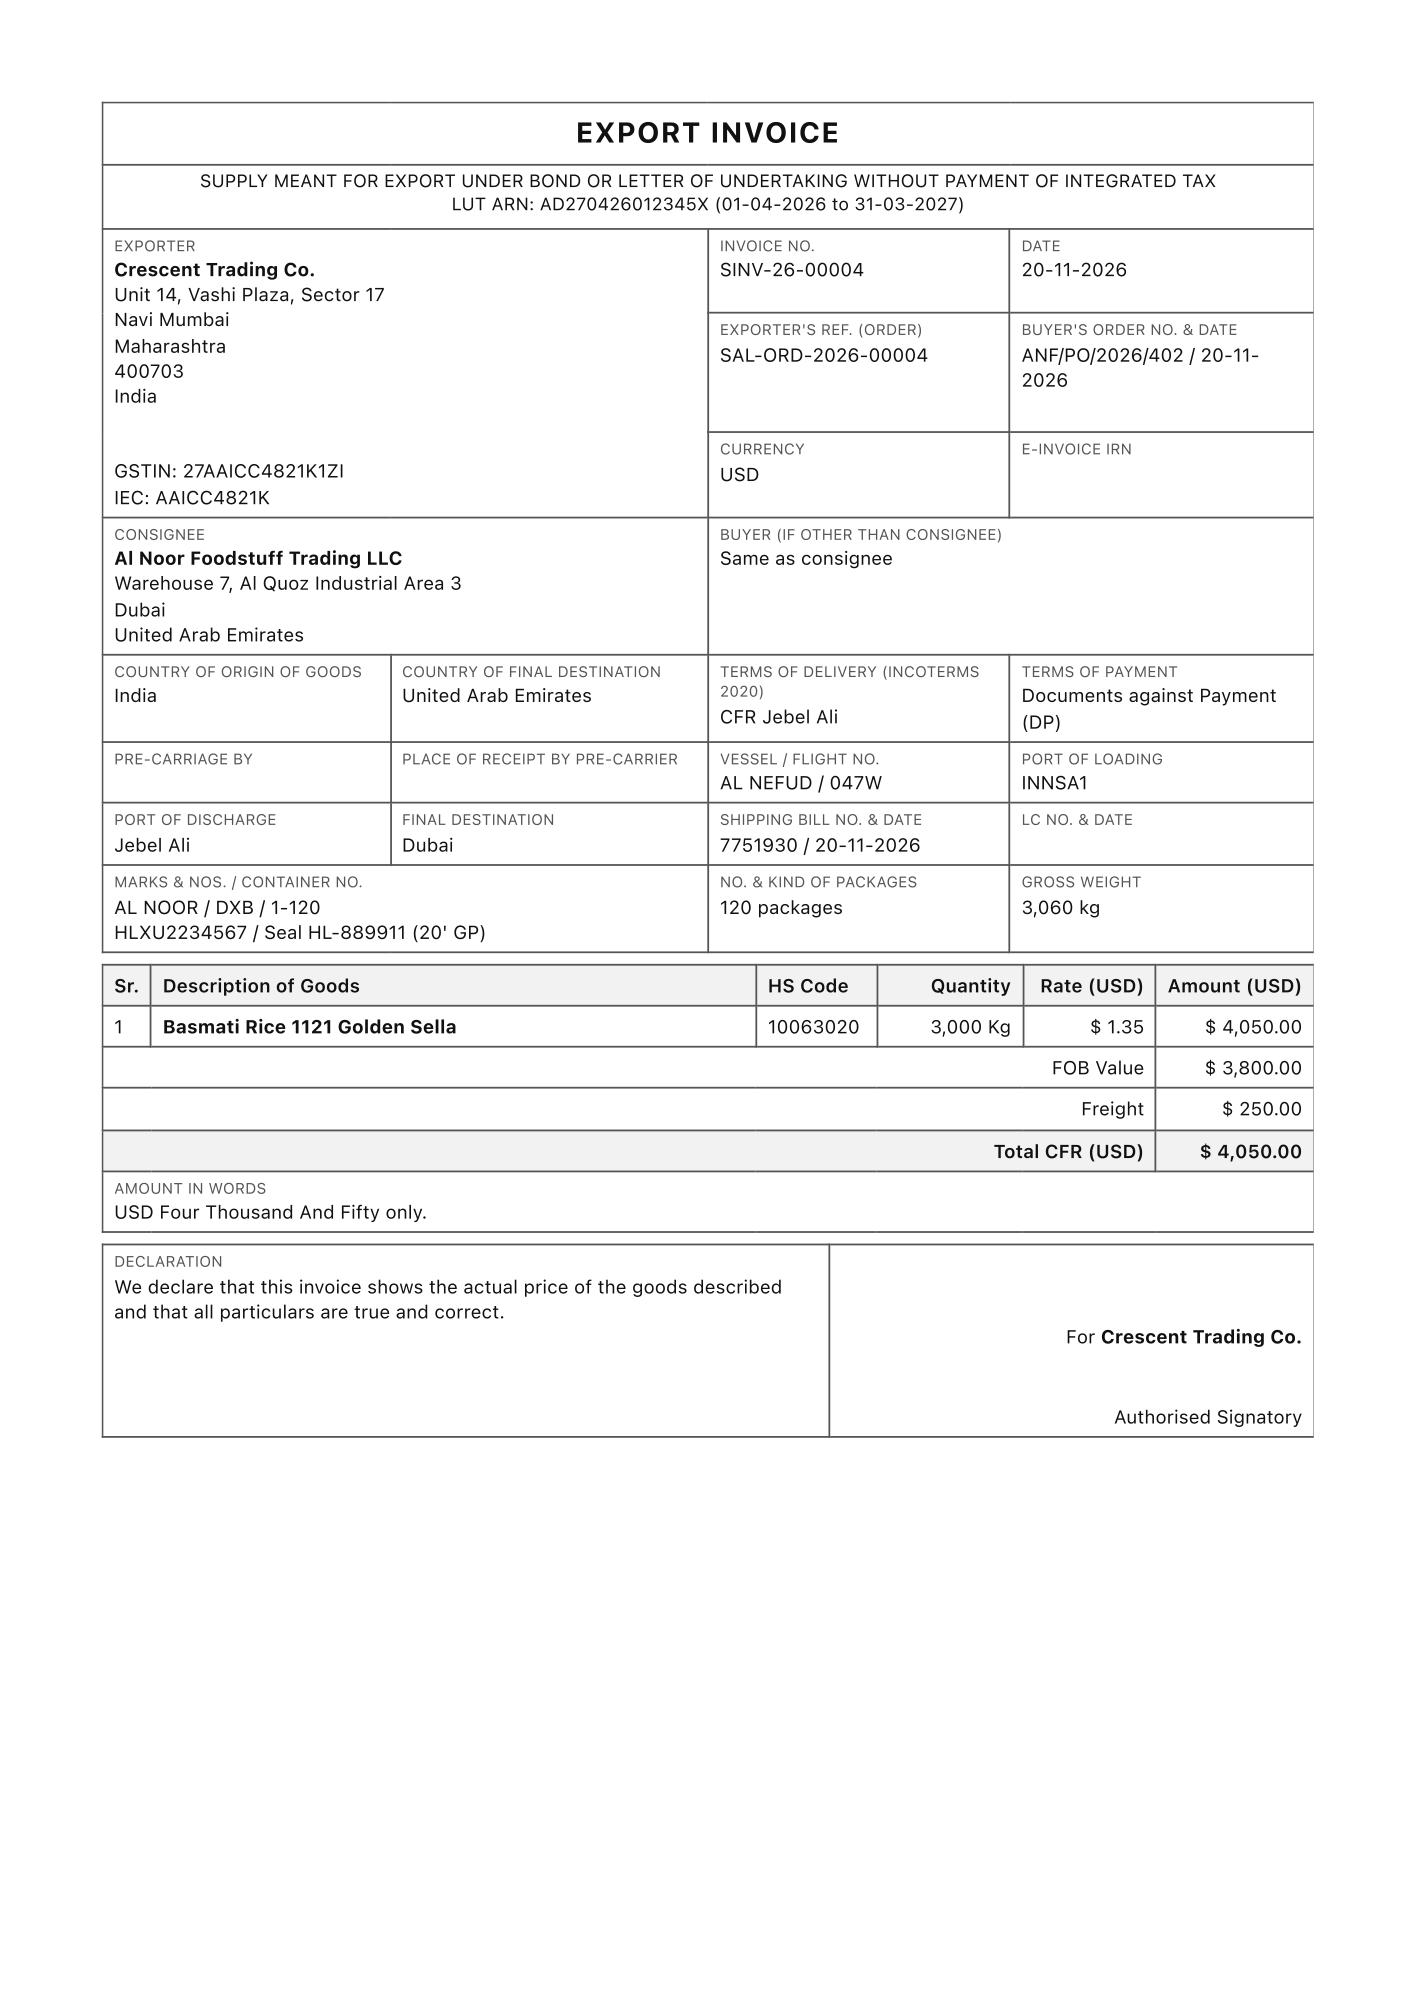 EXPORT INVOICE
SUPPLY MEANT FOR EXPORT UNDER BOND OR LETTER OF UNDERTAKING WITHOUT PAYMENT OF INTEGRATED TAX
LUT ARN: AD270426012345X (01-04-2026 to 31-03-2027)
EXPORTER
Crescent Trading Co.
Unit 14, Vashi Plaza, Sector 17
Navi Mumbai
Maharashtra
400703
India
GSTIN: 27AAICC4821K1ZI
IEC: AAICC4821K
INVOICE NO.
SINV-26-00004
DATE
20-11-2026
EXPORTER'S REF. (ORDER)
SAL-ORD-2026-00004
BUYER'S ORDER NO. & DATE
ANF/PO/2026/402 / 20-11-
2026
CURRENCY
USD
E-INVOICE IRN
CONSIGNEE
Al Noor Foodstuff Trading LLC
Warehouse 7, Al Quoz Industrial Area 3
Dubai
United Arab Emirates
BUYER (IF OTHER THAN CONSIGNEE)
Same as consignee
COUNTRY OF ORIGIN OF GOODS
India
COUNTRY OF FINAL DESTINATION
United Arab Emirates
TERMS OF DELIVERY (INCOTERMS
2020)
CFR Jebel Ali
TERMS OF PAYMENT
Documents against Payment
(DP)
PRE-CARRIAGE BY
PLACE OF RECEIPT BY PRE-CARRIER
VESSEL / FLIGHT NO.
AL NEFUD / 047W
PORT OF LOADING
INNSA1
PORT OF DISCHARGE
Jebel Ali
FINAL DESTINATION
Dubai
SHIPPING BILL NO. & DATE
7751930 / 20-11-2026
LC NO. & DATE
MARKS & NOS. / CONTAINER NO.
AL NOOR / DXB / 1-120
HLXU2234567 / Seal HL-889911 (20' GP)
NO. & KIND OF PACKAGES
120 packages
GROSS WEIGHT
3,060 kg
Sr. Description of Goods HS Code Quantity Rate (USD) Amount (USD)
1 Basmati Rice 1121 Golden Sella 10063020 3,000 Kg $ 1.35 $ 4,050.00
FOB Value $ 3,800.00
Freight $ 250.00
Total CFR (USD) $ 4,050.00
AMOUNT IN WORDS
USD Four Thousand And Fifty only.
DECLARATION
We declare that this invoice shows the actual price of the goods described
and that all particulars are true and correct.
For Crescent Trading Co.
Authorised Signatory